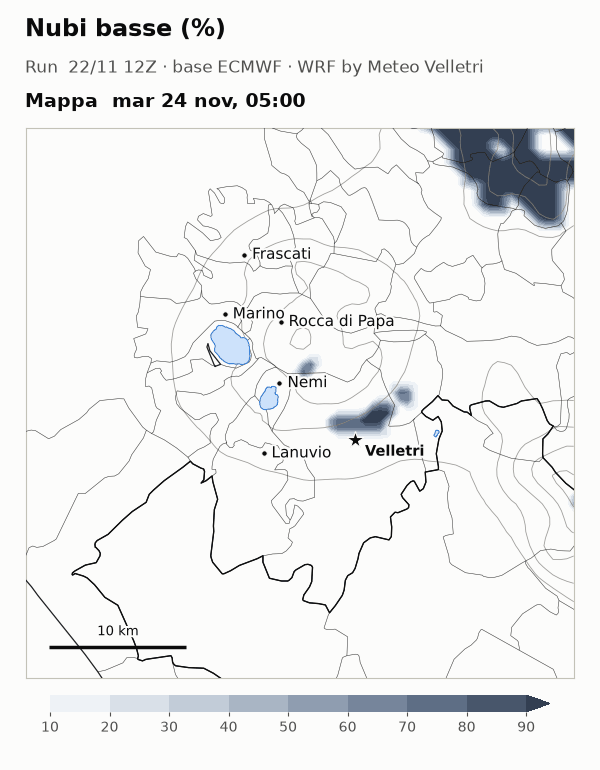 Nubi basse (%)
Run  22/11 12Z · base ECMWF · WRF by Meteo Velletri
Mappa  mar 24 nov, 05:00
Frascati
Marino
Rocca di Papa
Nemi
Velletri
Lanuvio
10 km
10 20 30 40 50 60 70 80 90